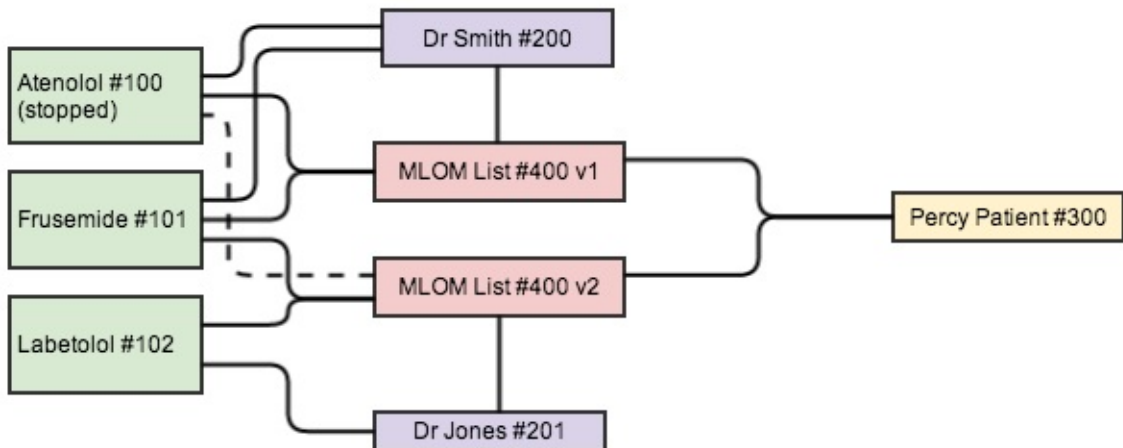 Dr Smith #200
Atenolol #100
(stopped)
MLOM List #400 v1
Frusemide #101
Percy Patient #300
MLOM List #400 v2
Labetolol #102
Dr Jones #201